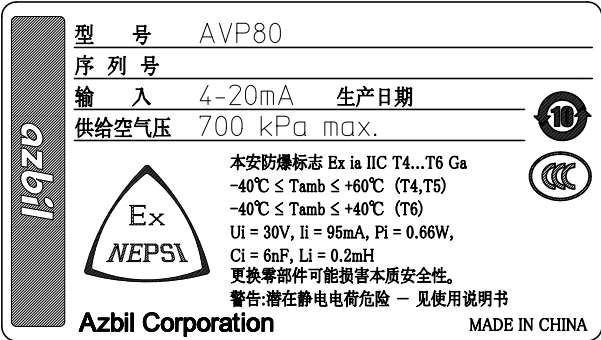 azbil
型 号 AVP80
序 列 号
输 入 4-20mA 生产日期
供给空气压 700 kPa max.
10
本安防爆标志 Ex ia IIC T4...T6 Ga
-40℃ ≤ Tamb ≤ +60℃ (T4,T5)
-40℃ ≤ Tamb ≤ +40℃ (T6)
Ui = 30V, Ii = 95mA, Pi = 0.66W,
Ci = 6nF, Li = 0.2mH
更换零部件可能损害本质安全性。
警告:潜在静电电荷危险 － 见使用说明书
Ex
NEPSI
CCC
Azbil Corporation
MADE IN CHINA